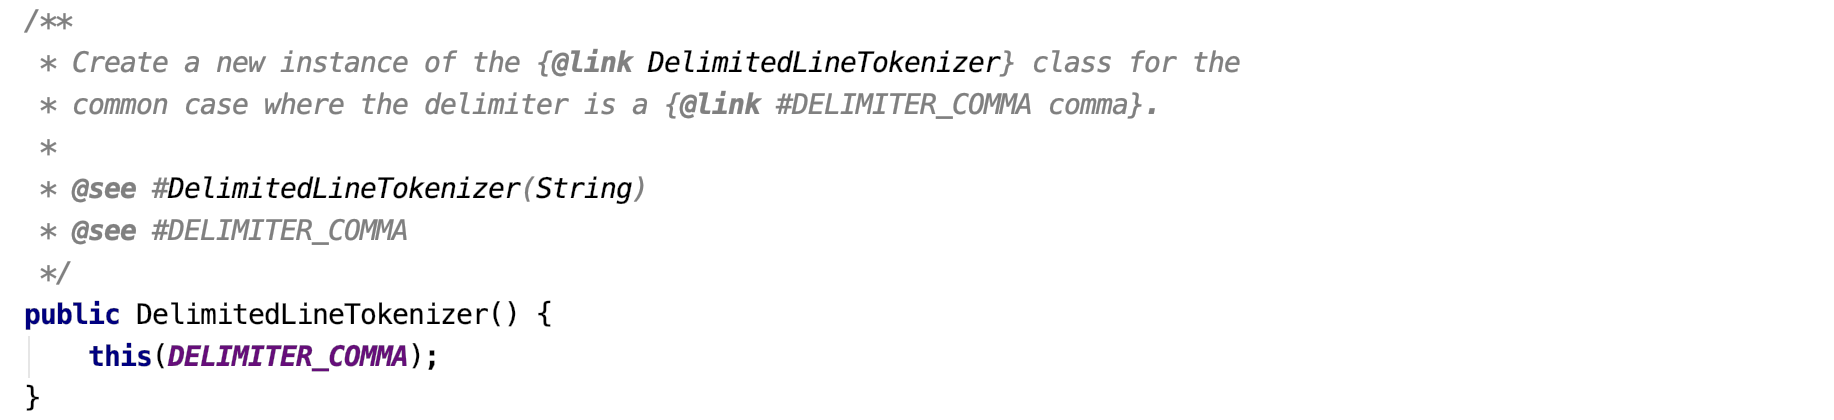 /**
 * Create a new instance of the {@link DelimitedLineTokenizer} class for the
 * common case where the delimiter is a {@link #DELIMITER_COMMA comma}.
 *
 * @see #DelimitedLineTokenizer(String)
 * @see #DELIMITER_COMMA
 */
public DelimitedLineTokenizer() {
    this(DELIMITER_COMMA);
}